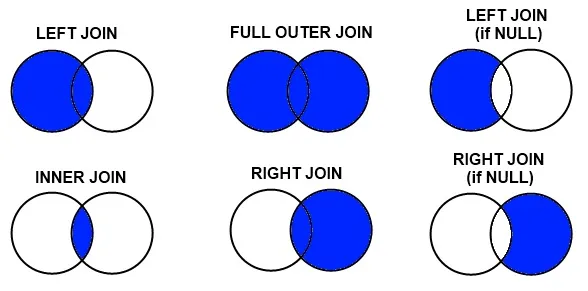 LEFT JOIN
FULL OUTER JOIN
LEFT JOIN
(if NULL)
INNER JOIN
RIGHT JOIN
RIGHT JOIN
(if NULL)